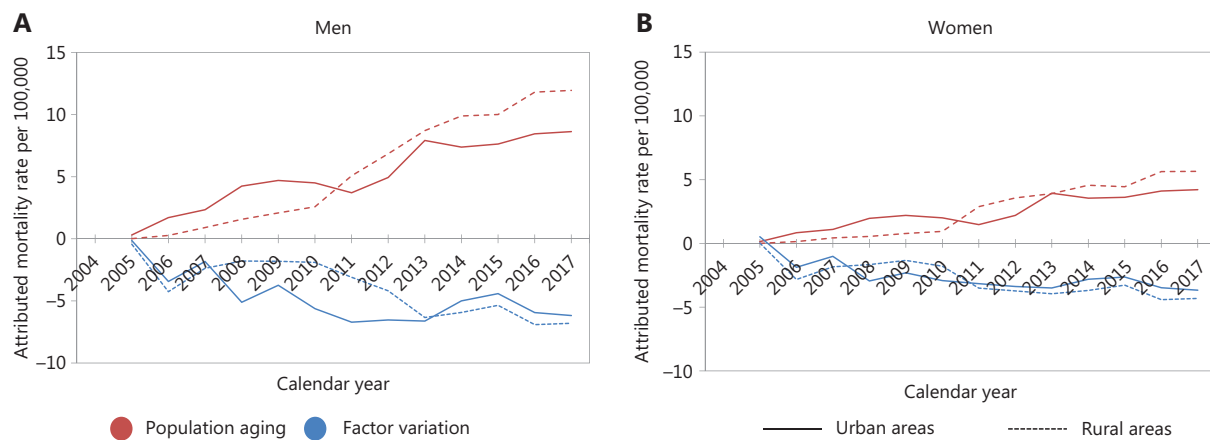 A
Men
Attributed mortality rate per 100,000
15
10
5
0
−5
−10
2004 2005 2006 2007 2008 2009 2010 2011 2012 2013 2014 2015 2016 2017
Calendar year
B
Women
Attributed mortality rate per 100,000
15
10
5
0
−5
−10
2004 2005 2006 2007 2008 2009 2010 2011 2012 2013 2014 2015 2016 2017
Calendar year
Population aging Factor variation
Urban areas Rural areas